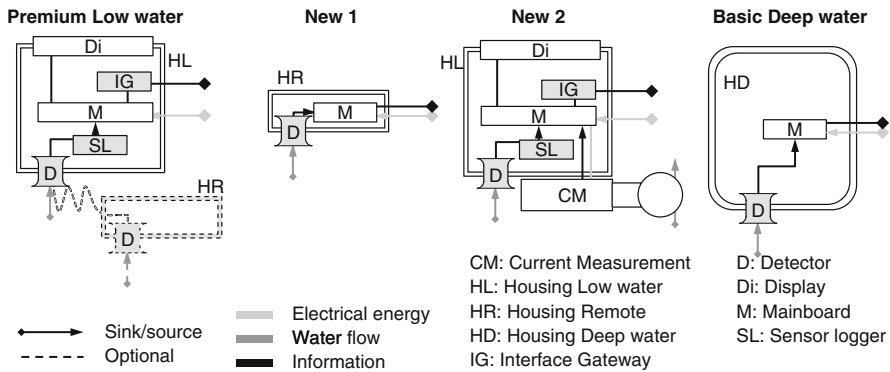 Premium Low water
New 1
New 2
Basic Deep water
Di
HL
IG
M
SL
D
HR
D
HR
M
D
HL
Di
IG
M
SL
D
CM
HD
M
D
Sink/source
Optional
Electrical energy
Water flow
Information
CM: Current Measurement
HL: Housing Low water
HR: Housing Remote
HD: Housing Deep water
IG: Interface Gateway
D: Detector
Di: Display
M: Mainboard
SL: Sensor logger